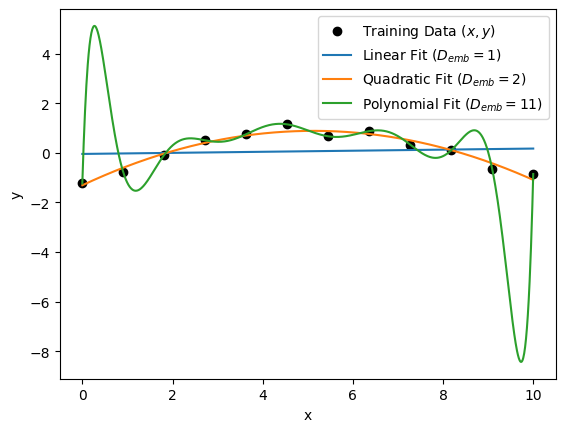 Training Data (x, y)
Linear Fit (D_emb = 1)
Quadratic Fit (D_emb = 2)
Polynomial Fit (D_emb = 11)
4
2
0
−2
−4
−6
−8
y
0 2 4 6 8 10
x